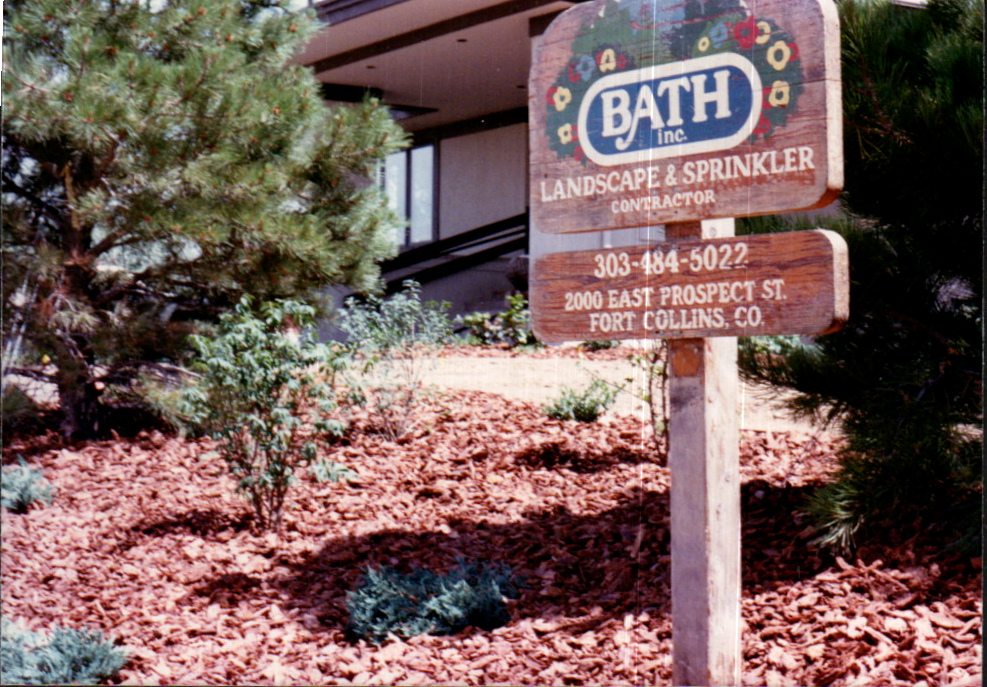 BATH
inc.
LANDSCAPE & SPRINKLER
CONTRACTOR
303-484-5022
2000 EAST PROSPECT ST.
FORT COLLINS, CO.